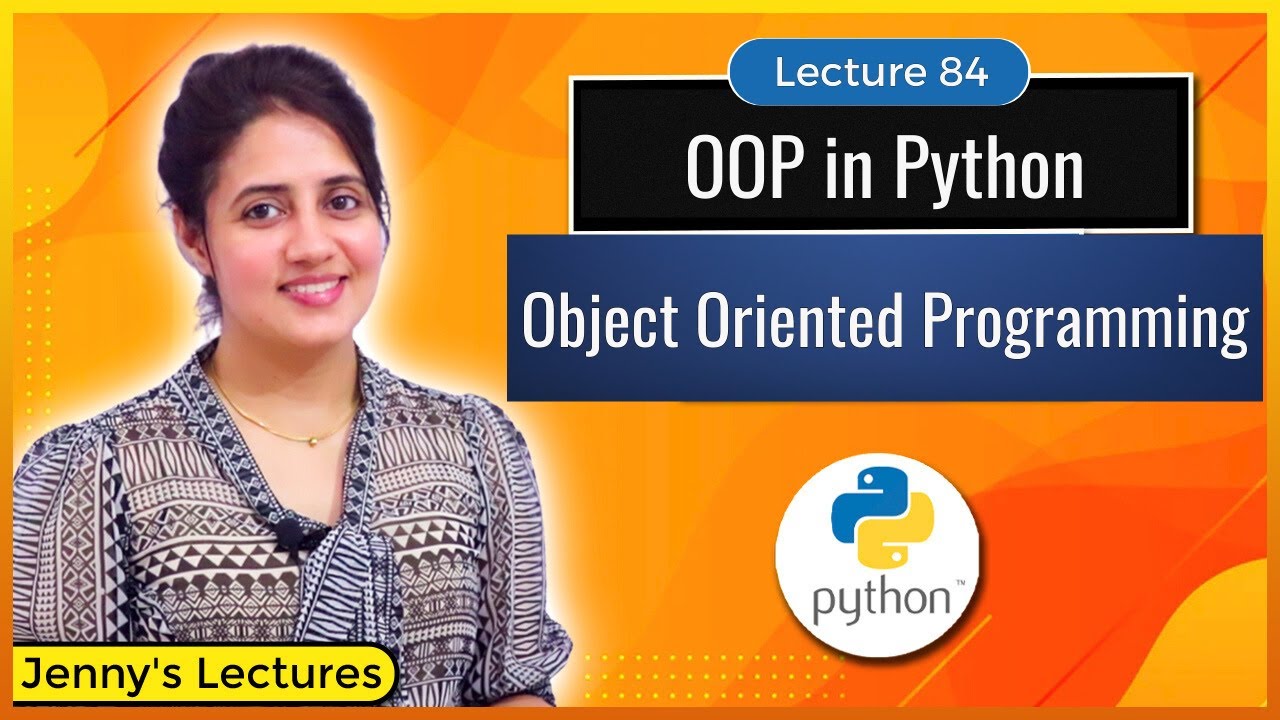 Lecture 84
OOP in Python
Object Oriented Programming
python™
Jenny's Lectures